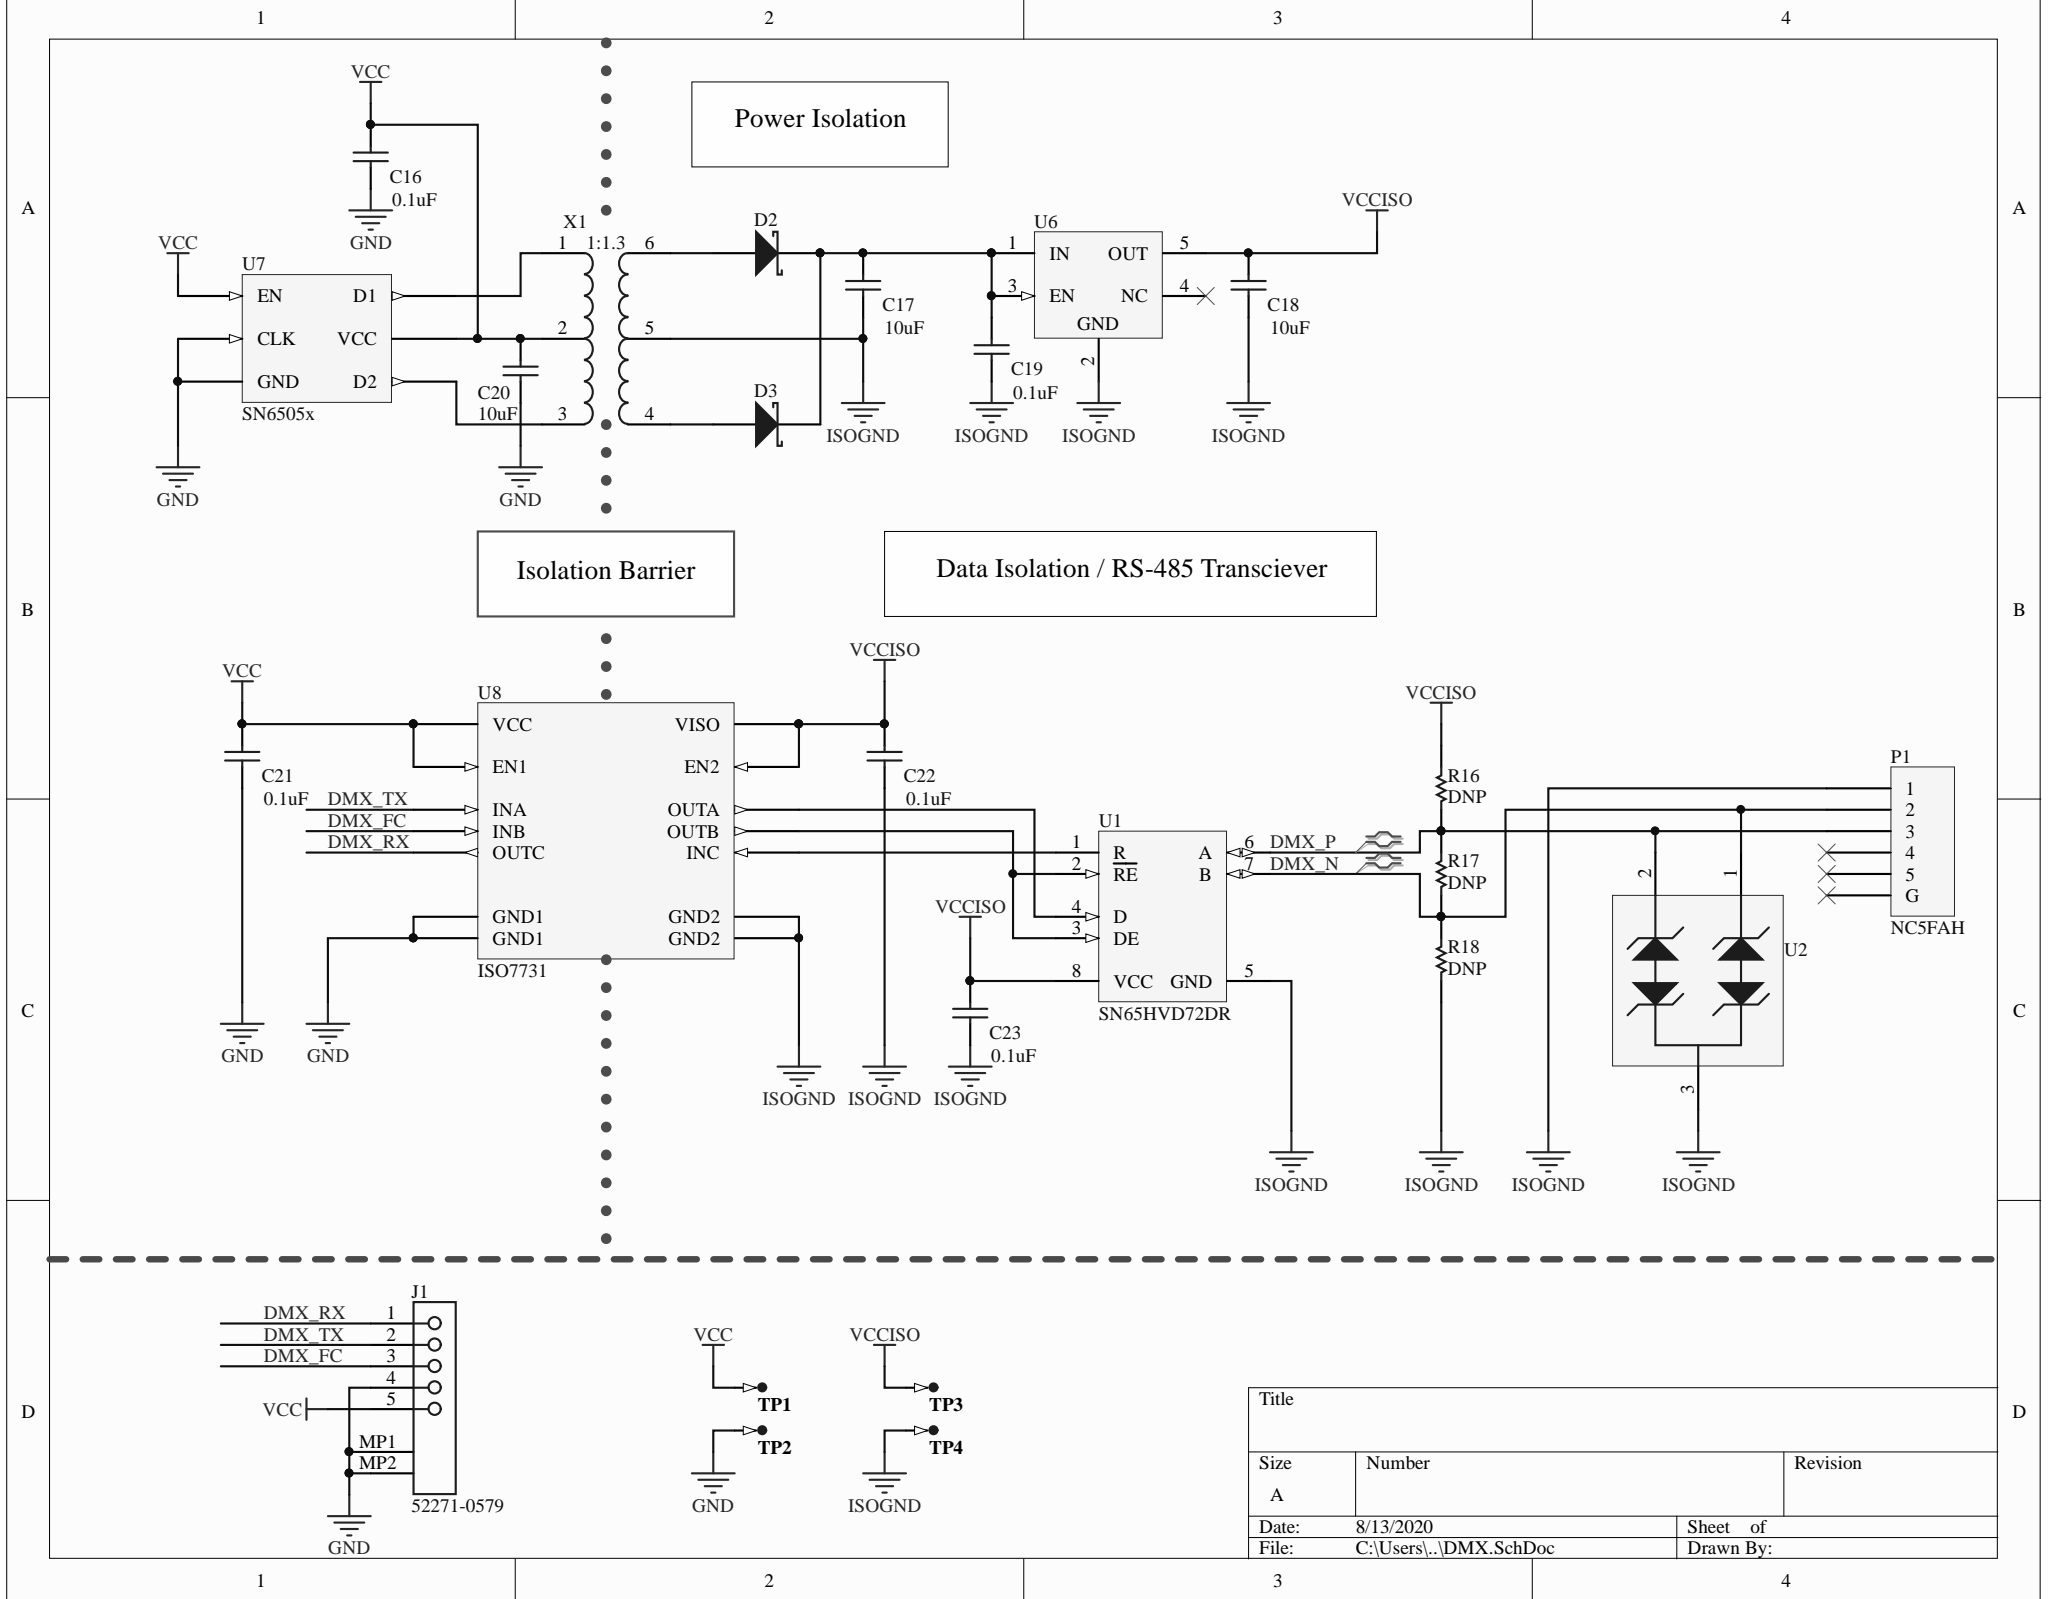 1 2 3 4
A
A
B
B
C
C
D
D
1 2 3 4
Power Isolation
VCC
C16
0.1uF
GND
VCC
U7
EN
CLK
GND
D1
VCC
D2
SN6505x
GND
C20
10uF
GND
X1
1:1.3
1
2
3
6
5
4
D2
D3
C17
10uF
ISOGND
C19
0.1uF
ISOGND
U6
1
IN
OUT
5
3
EN
NC
4
GND
2
ISOGND
VCCISO
C18
10uF
ISOGND
Isolation Barrier
Data Isolation / RS-485 Transciever
VCC
C21
0.1uF
GND
DMX_TX
DMX_FC
DMX_RX
GND
U8
VCC
EN1
INA
INB
OUTC
GND1
GND1
VISO
EN2
OUTA
OUTB
INC
GND2
GND2
ISO7731
ISOGND
VCCISO
C22
0.1uF
ISOGND
VCCISO
C23
0.1uF
ISOGND
U1
1
R
2
RE
4
D
3
DE
8
VCC
A
6
B
7
GND
5
SN65HVD72DR
ISOGND
DMX_P
DMX_N
VCCISO
R16
DNP
R17
DNP
R18
DNP
ISOGND
ISOGND
2
1
U2
3
ISOGND
P1
1
2
3
4
5
G
NC5FAH
J1
DMX_RX 1
DMX_TX 2
DMX_FC 3
4
VCC 5
MP1
MP2
52271-0579
GND
VCC
TP1
TP2
GND
VCCISO
TP3
TP4
ISOGND
Title
Size
A
Number
Revision
Date: 8/13/2020
Sheet of
File: C:\Users\..\DMX.SchDoc
Drawn By: